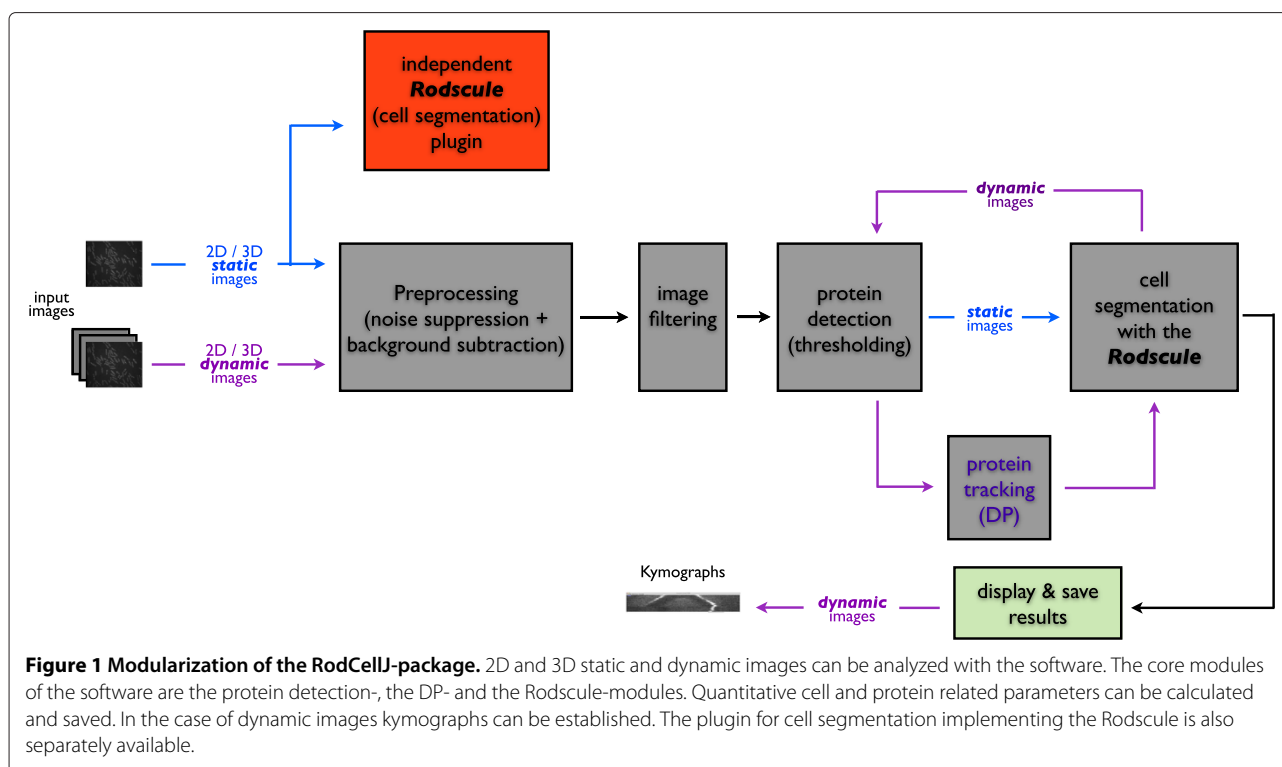 independent
Rodscule
(cell segmentation)
plugin
dynamic
images
2D / 3D
static
images
input
images
2D / 3D
dynamic
images
Preprocessing
(noise suppression +
background subtraction)
image
filtering
protein
detection
(thresholding)
static
images
cell
segmentation
with the
Rodscule
protein
tracking
(DP)
Kymographs
dynamic
images
display & save
results
Figure 1 Modularization of the RodCellJ-package. 2D and 3D static and dynamic images can be analyzed with the software. The core modules
of the software are the protein detection-, the DP- and the Rodscule-modules. Quantitative cell and protein related parameters can be calculated
and saved. In the case of dynamic images kymographs can be established. The plugin for cell segmentation implementing the Rodscule is also
separately available.